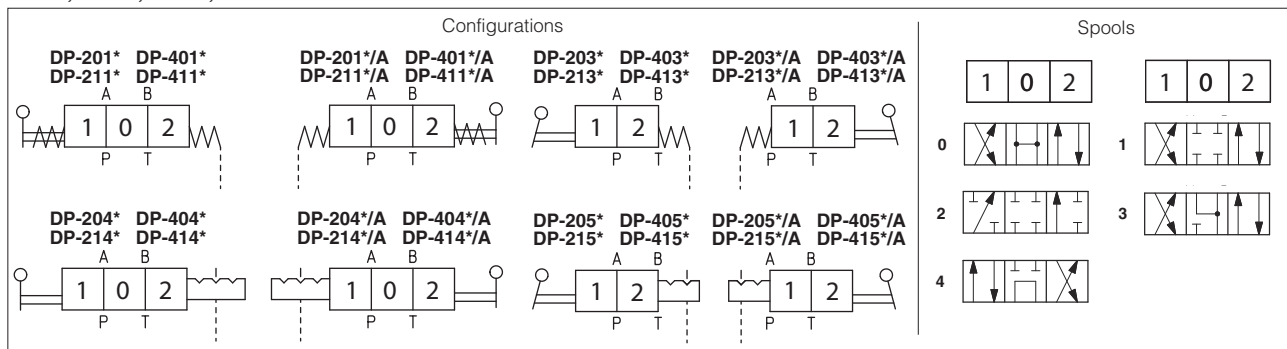 Configurations
Spools
DP-201* DP-401*
DP-211* DP-411*
A B
1 0 2
P T
DP-201*/A DP-401*/A
DP-211*/A DP-411*/A
A B
1 0 2
P T
DP-203* DP-403*
DP-213* DP-413*
A B
1 2
P T
DP-203*/A DP-403*/A
DP-213*/A DP-413*/A
A B
1 2
P T
DP-204* DP-404*
DP-214* DP-414*
A B
1 0 2
P T
DP-204*/A DP-404*/A
DP-214*/A DP-414*/A
A B
1 0 2
P T
DP-205* DP-405*
DP-215* DP-415*
A B
1 2
P T
DP-205*/A DP-405*/A
DP-215*/A DP-415*/A
A B
1 2
P T
1 0 2
1 0 2
0
1
2
3
4